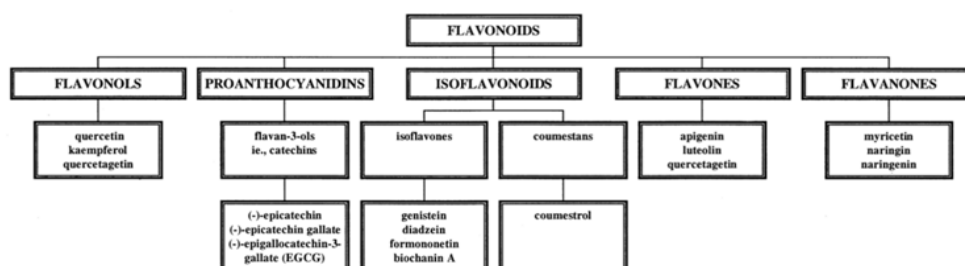 FLAVONOIDS
FLAVONOLS
PROANTHOCYANIDINS
ISOFLAVONOIDS
FLAVONES
FLAVANONES
quercetin
kaempferol
quercetagetin
flavan-3-ols
ie., catechins
isoflavones
coumestans
apigenin
luteolin
quercetagetin
myricetin
naringin
naringenin
(-)-epicatechin
(-)-epicatechin gallate
(-)-epigallocatechin-3-
gallate (EGCG)
genistein
diadzein
formononetin
biochanin A
coumestrol